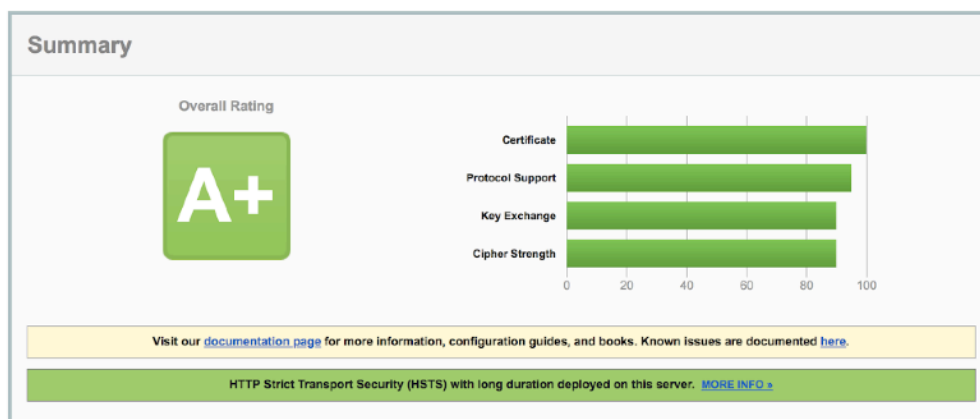 Summary
Overall Rating
A+
Certificate
Protocol Support
Key Exchange
Cipher Strength
0 20 40 60 80 100
Visit our documentation page for more information, configuration guides, and books. Known issues are documented here.
HTTP Strict Transport Security (HSTS) with long duration deployed on this server. MORE INFO »